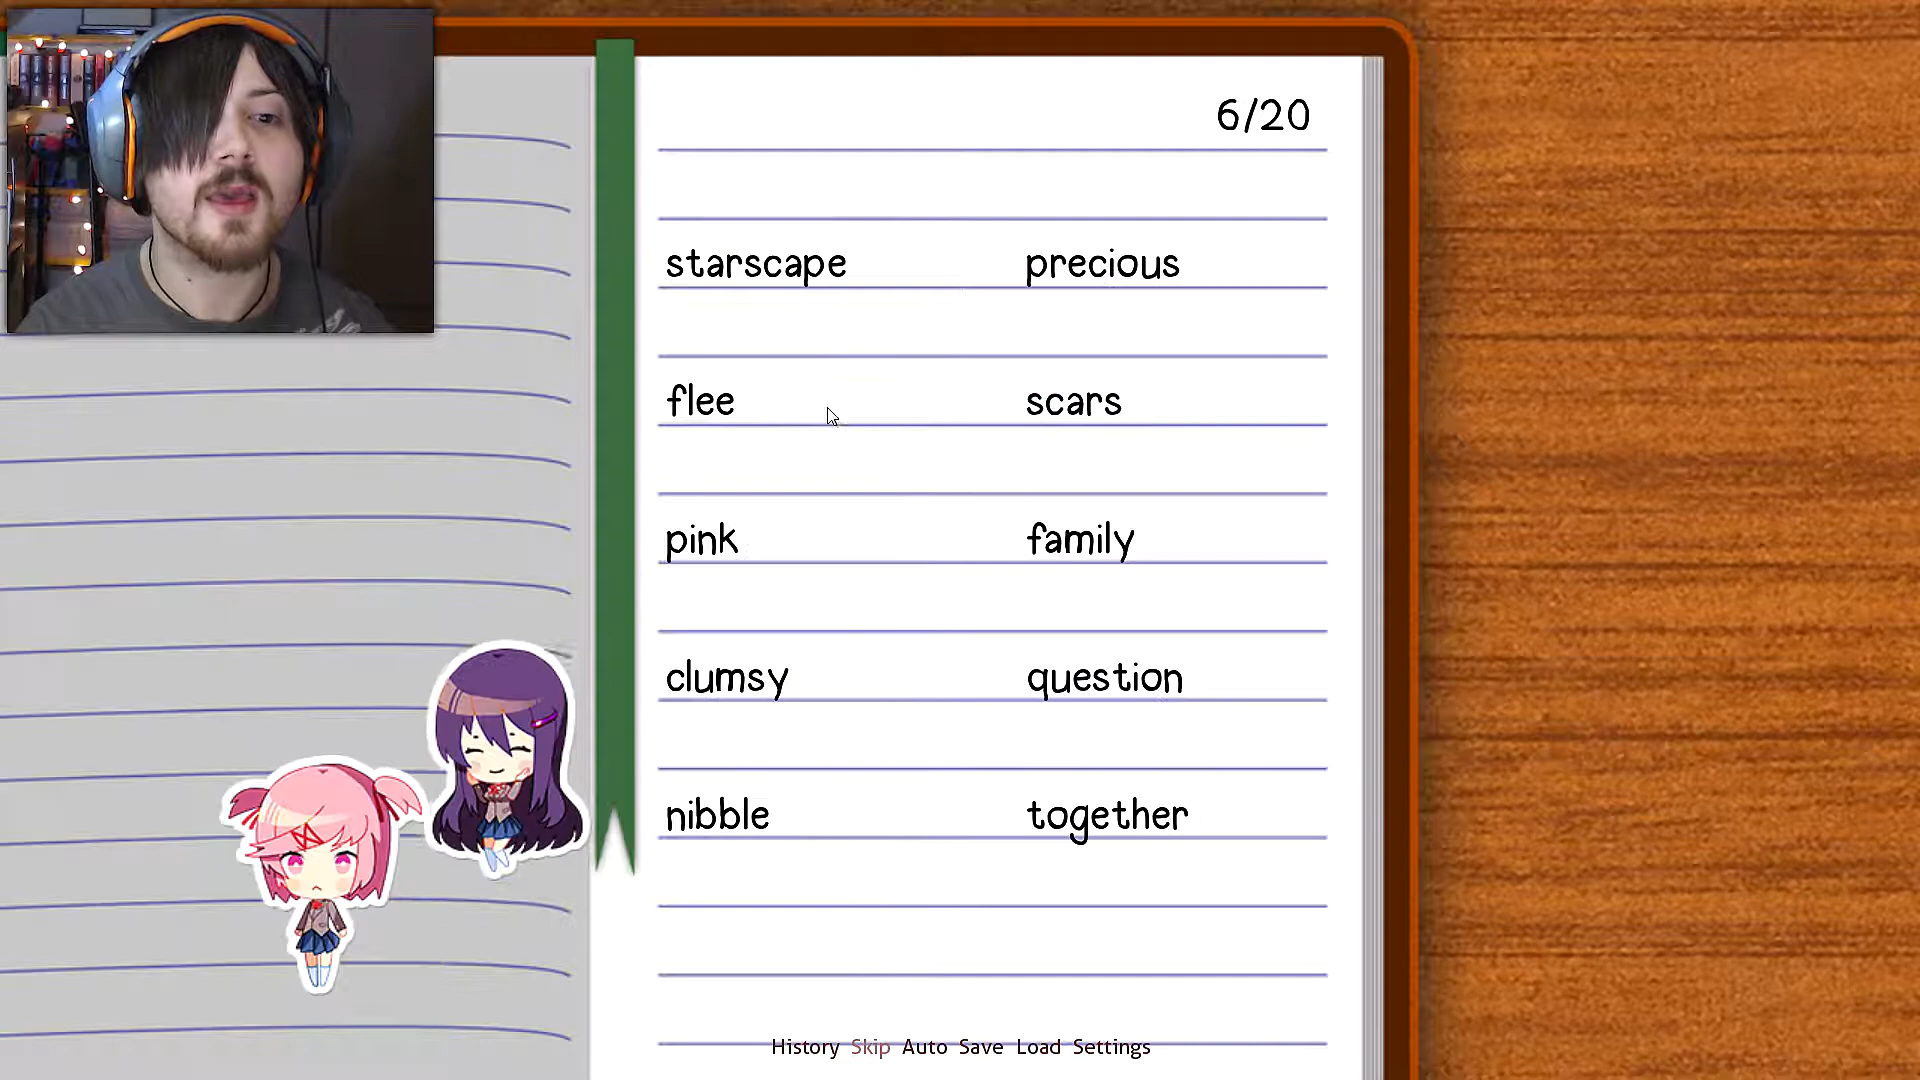 6/20
starscape precious
flee scars
pink family
clumsy question
nibble together
History Skip Auto Save Load Settings